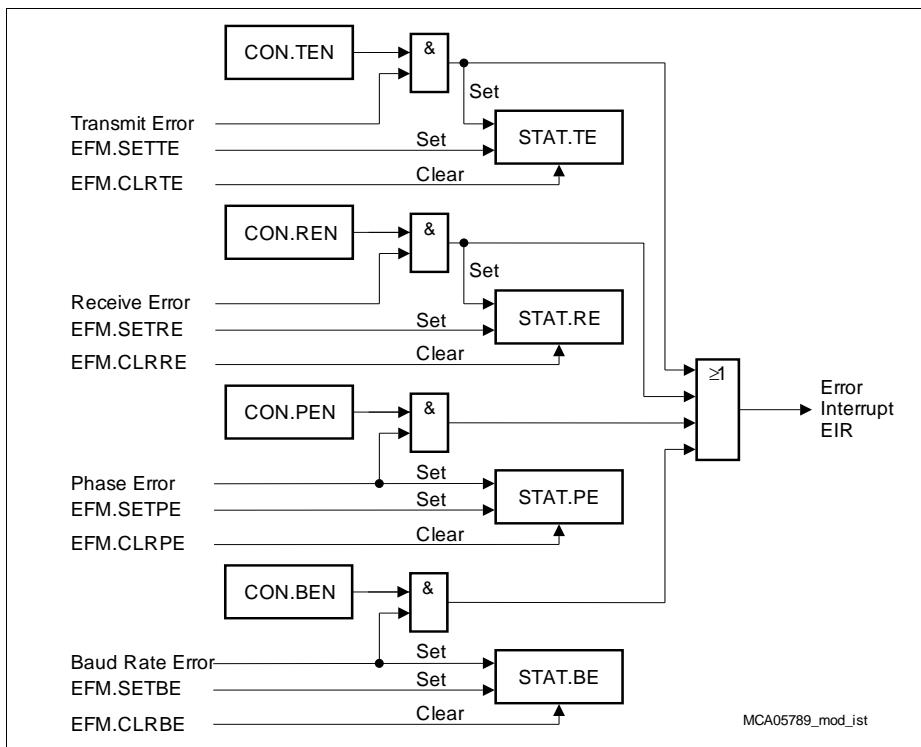 CON.TEN
&
Set
Transmit Error
Set
STAT.TE
EFM.SETTE
EFM.CLRTE
Clear
CON.REN
&
Set
Receive Error
Set
STAT.RE
EFM.SETRE
EFM.CLRRE
Clear
≥1
Error
Interrupt
EIR
CON.PEN
&
Phase Error
Set
EFM.SETPE
Set
STAT.PE
EFM.CLRPE
Clear
CON.BEN
&
Baud Rate Error
Set
EFM.SETBE
Set
STAT.BE
EFM.CLRBE
Clear
MCA05789_mod_ist